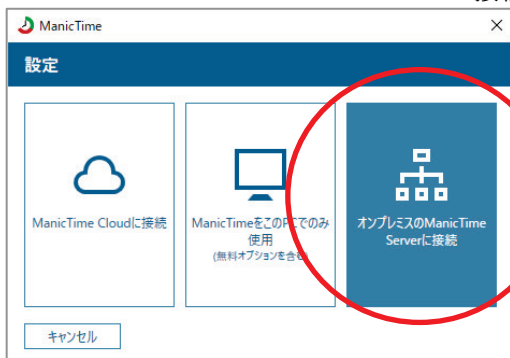 ManicTime
設定
ManicTime Cloudに接続
ManicTimeをこのPCでのみ
使用
(無料オプションを含む)
オンプレミスのManicTime
Serverに接続
キャンセル